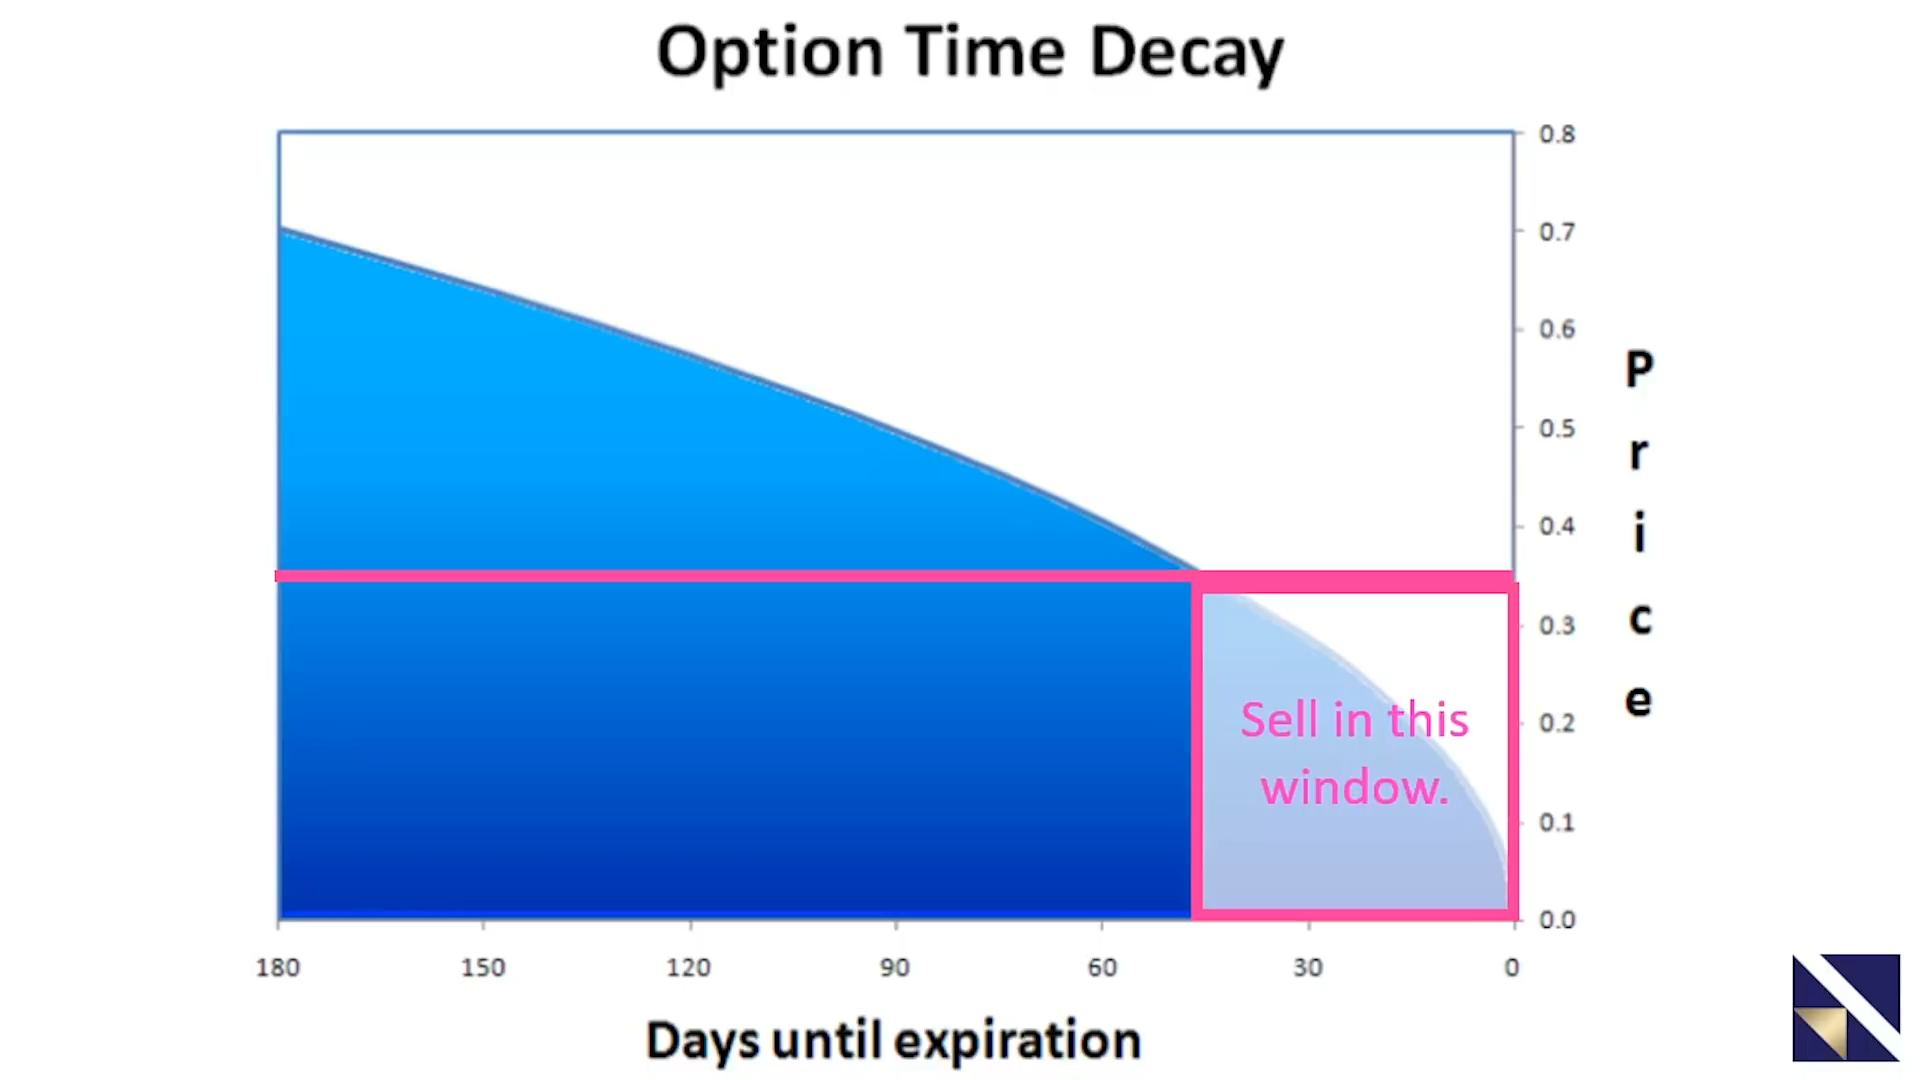 Option Time Decay
0.8
0.7
0.6
0.5
0.4
0.3
0.2
0.1
0.0
Price
Sell in this
window.
180 150 120 90 60 30 0
Days until expiration